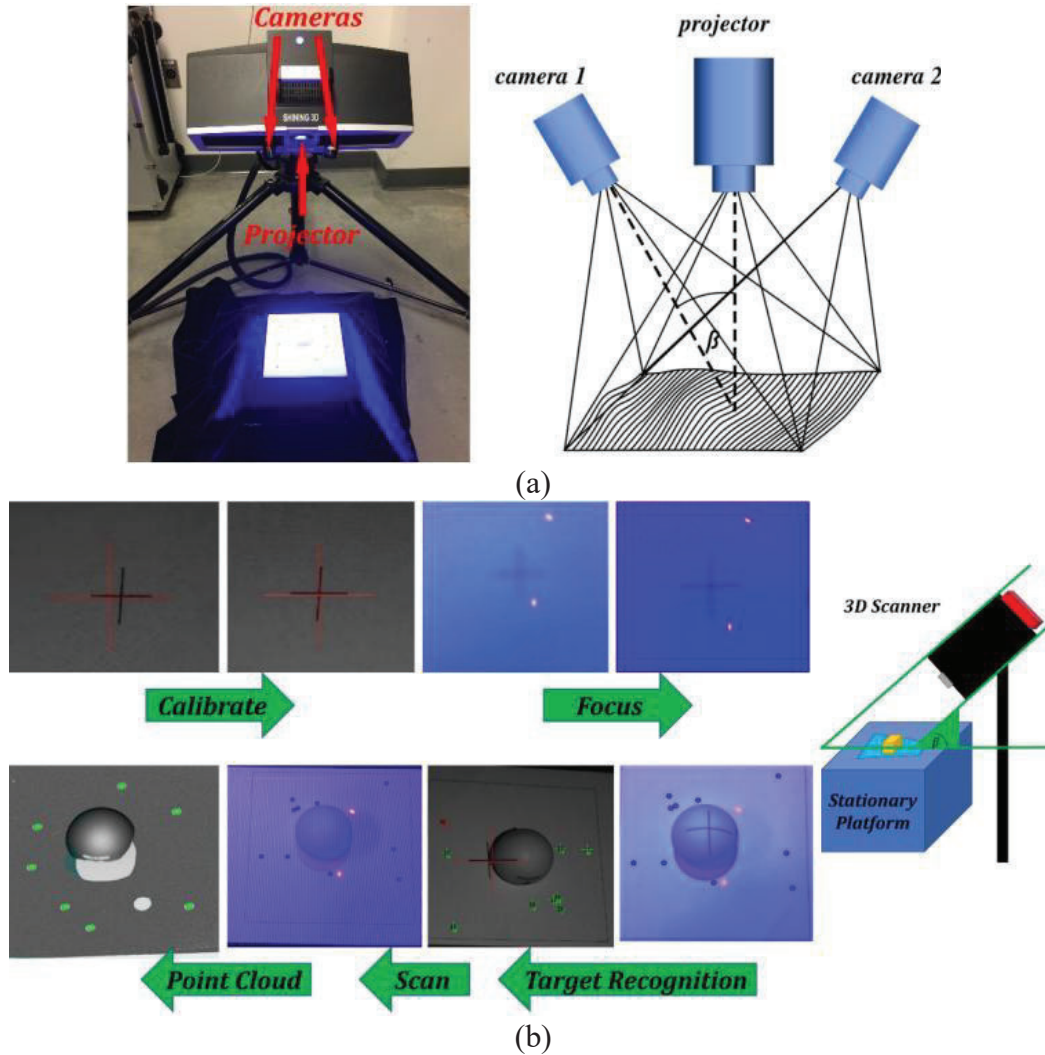 Cameras
SHINING 3D
Projector
projector
camera 1
camera 2
β
(a)
Calibrate
Focus
3D Scanner
Stationary
Platform
Point Cloud
Scan
Target Recognition
(b)